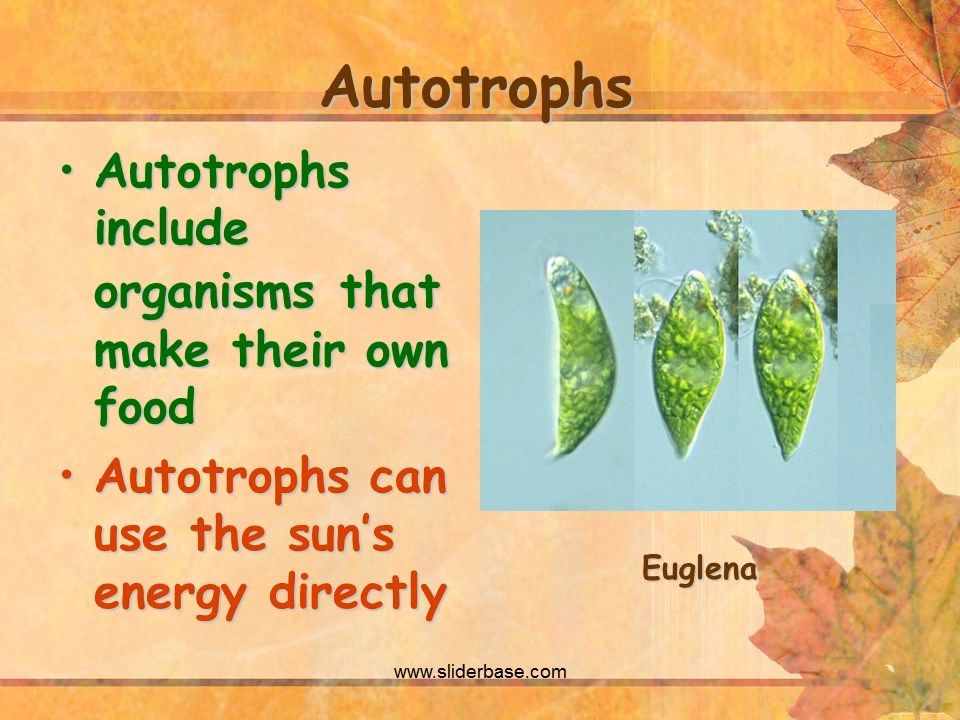 Autotrophs
• Autotrophs
include
organisms that
make their own
food
• Autotrophs can
use the sun’s
energy directly
Euglena
www.sliderbase.com